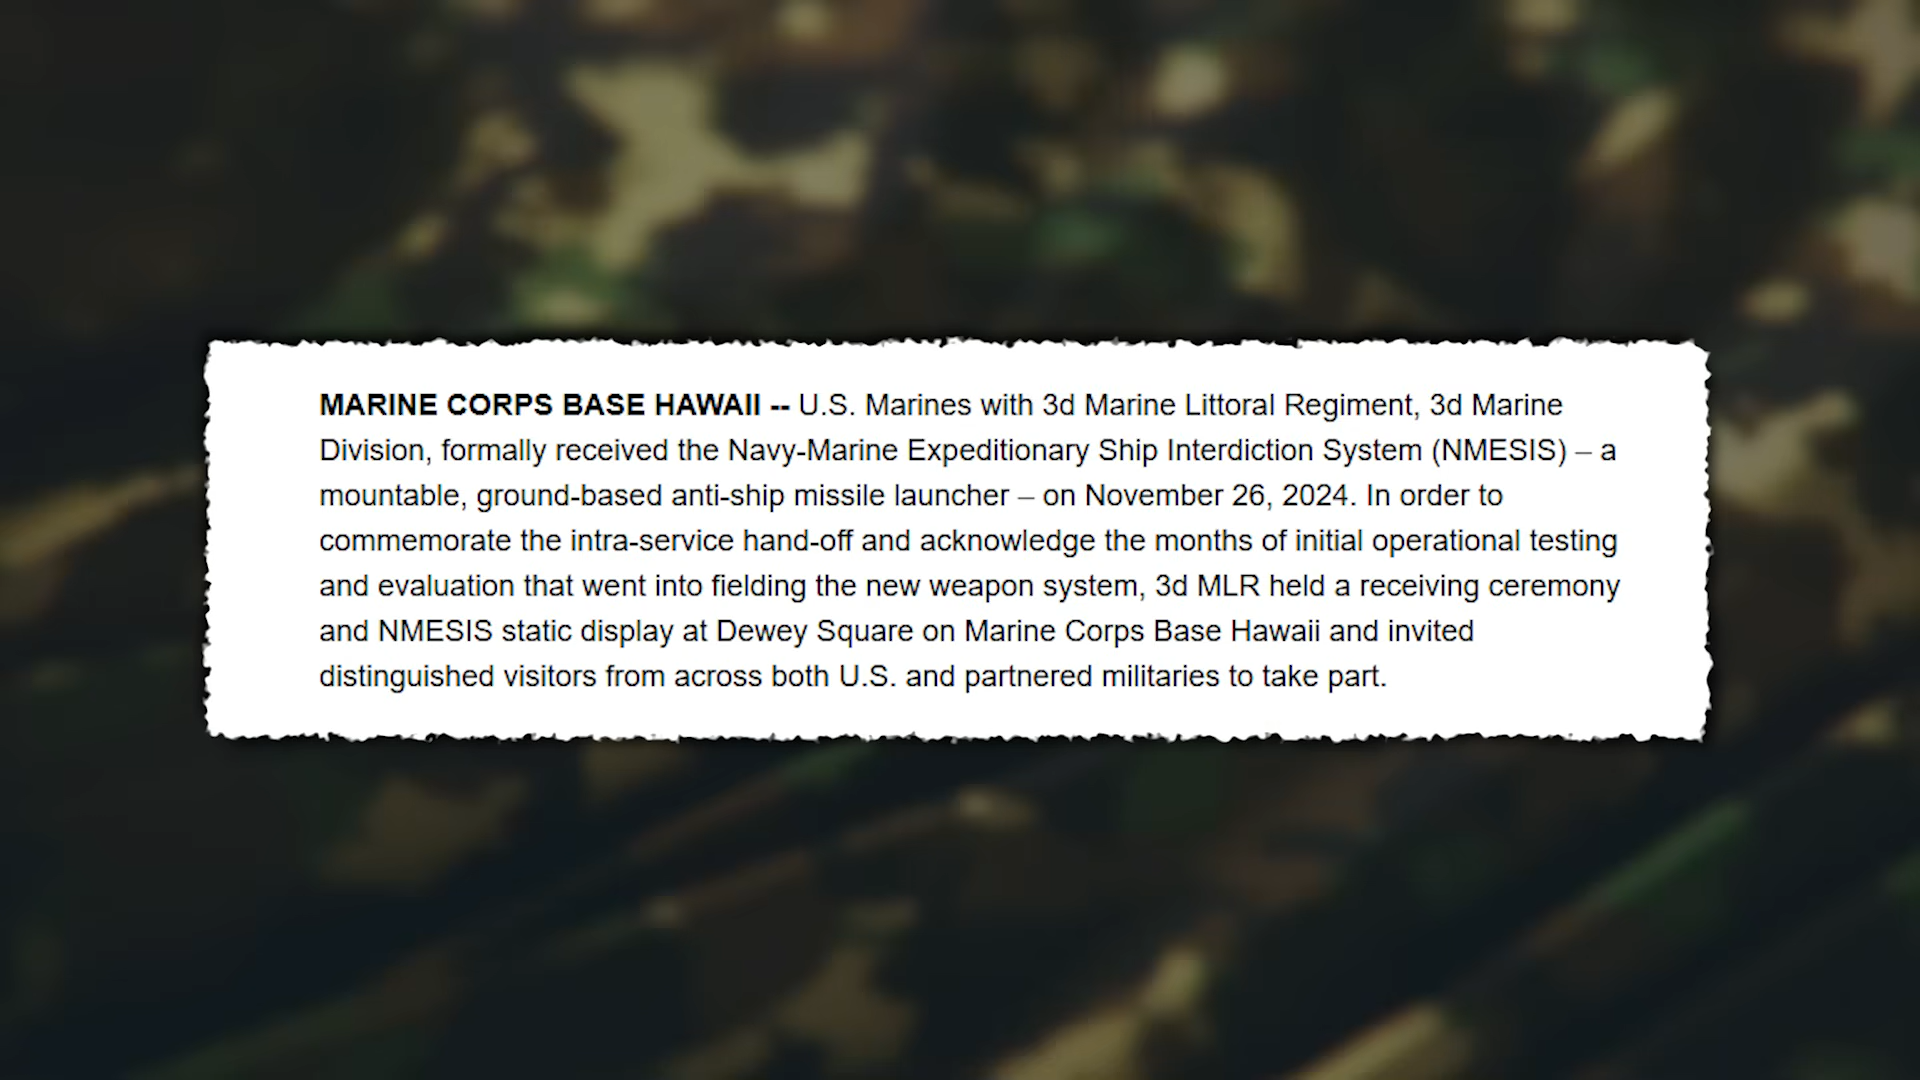 MARINE CORPS BASE HAWAII -- U.S. Marines with 3d Marine Littoral Regiment, 3d Marine
Division, formally received the Navy-Marine Expeditionary Ship Interdiction System (NMESIS) – a
mountable, ground-based anti-ship missile launcher – on November 26, 2024. In order to
commemorate the intra-service hand-off and acknowledge the months of initial operational testing
and evaluation that went into fielding the new weapon system, 3d MLR held a receiving ceremony
and NMESIS static display at Dewey Square on Marine Corps Base Hawaii and invited
distinguished visitors from across both U.S. and partnered militaries to take part.